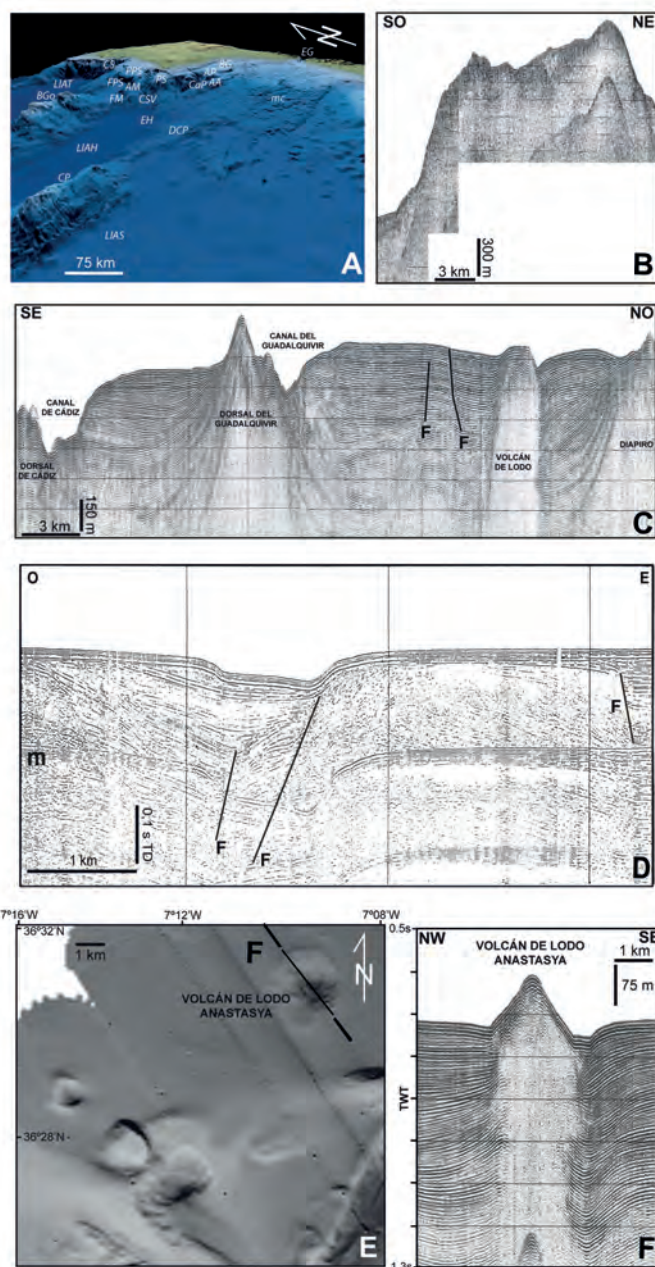 EG
CS
PPS
PS
LIAT
FPS
AM
CaP
AA
BGo
FM
CSV
mc
EH
DCP
LIAH
CP
LIAS
75 km
A
N
SO
NE
300 m
3 km
B
SE
NO
CANAL DEL
GUADALQUIVIR
CANAL DE
CÁDIZ
DORSAL DEL
GUADALQUIVIR
F
F
DORSAL
DE CÁDIZ
VOLCÁN
DE LODO
DIAPIRO
150 m
3 km
C
O
E
F
F
F
m
0.1 s TD
1 km
D
7°16'W
7°12'W
7°08'W
36°32'N
1 km
F
N
VOLCÁN DE LODO
ANASTASYA
36°28'N
E
0.5s
NW
SE
VOLCÁN DE LODO
ANASTASYA
1 km
75 m
TWT
1.3s
F